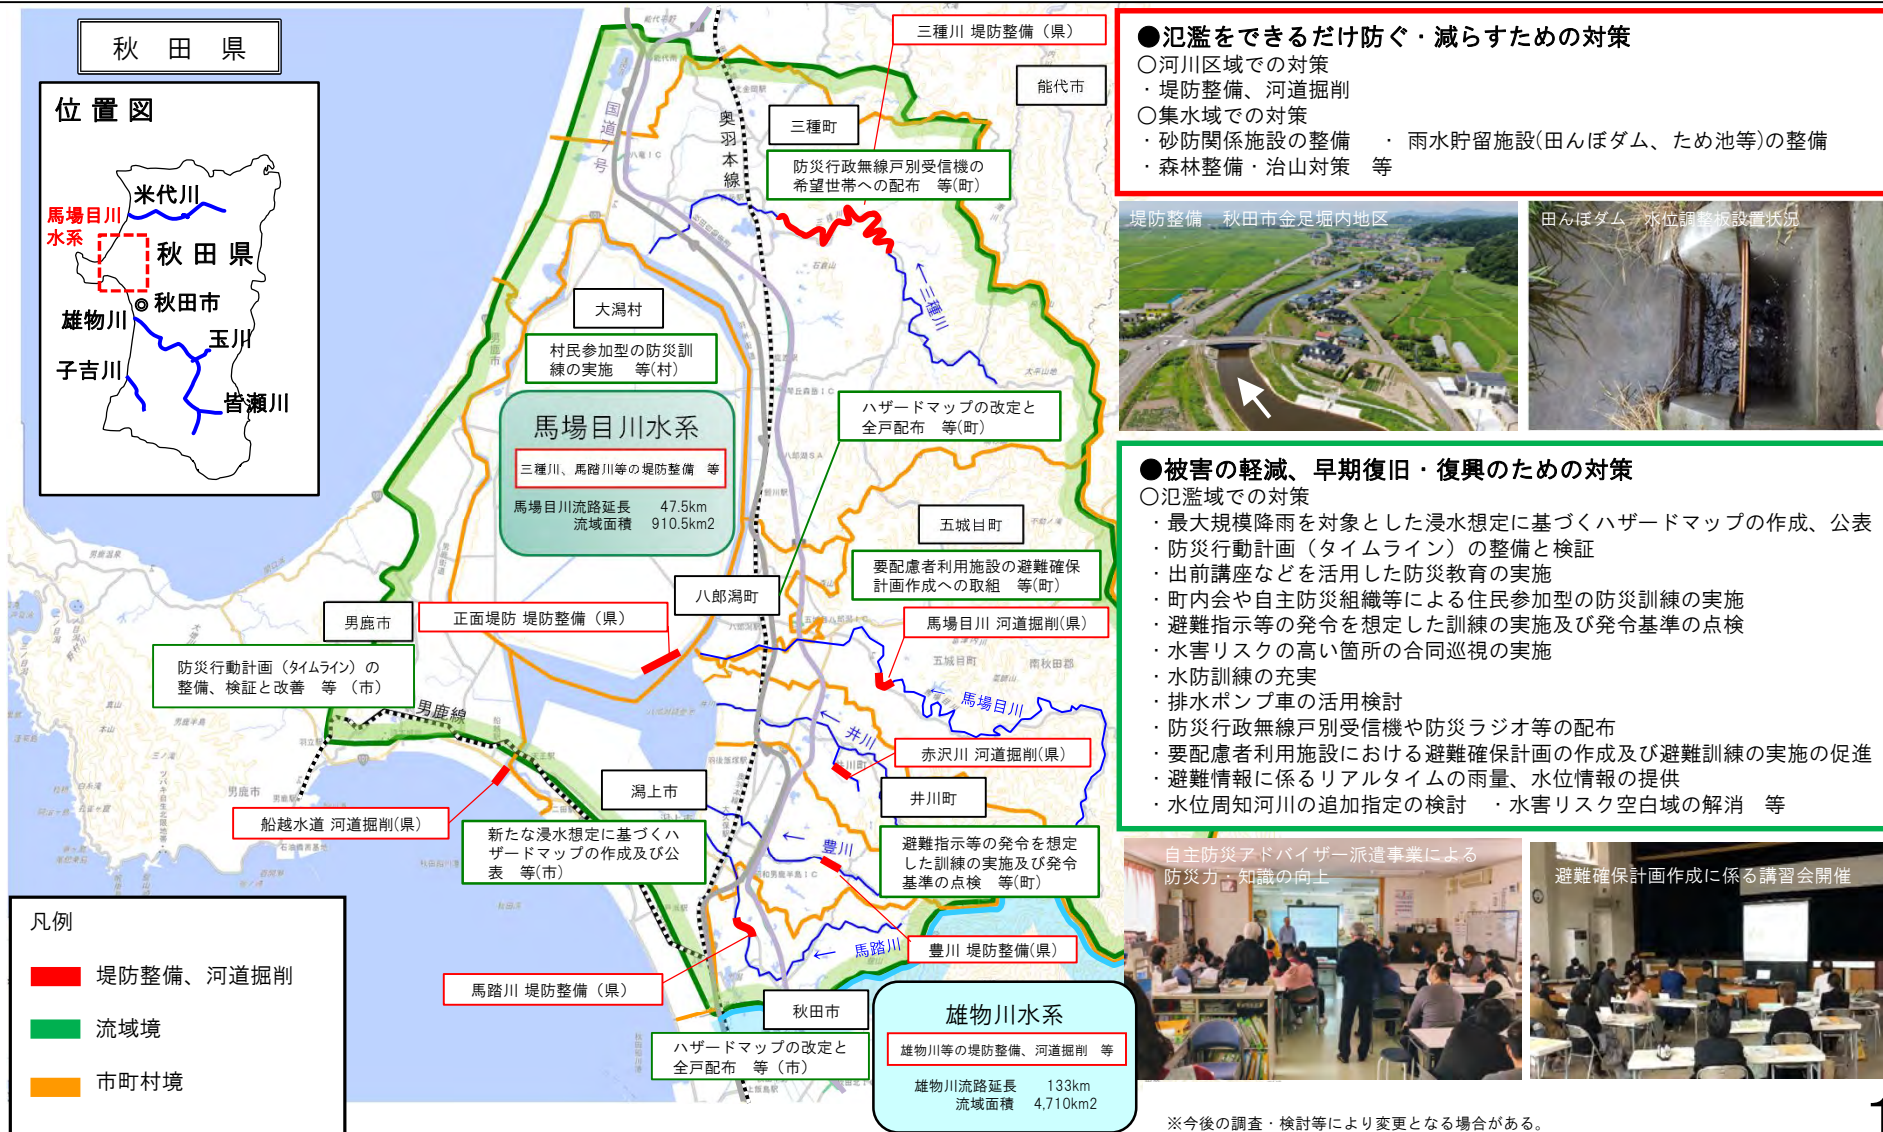 秋田県
位置図
米代川
馬場目川
水系
秋田県
秋田市
雄物川
玉川
子吉川
皆瀬川
三種川 堤防整備（県）
能代市
三種町
防災行政無線戸別受信機の
希望世帯への配布　等(町)
国道7号
奥羽本線
←三種川
大潟村
村民参加型の防災訓
練の実施　等(村)
馬場目川水系
三種川、馬踏川等の堤防整備　等
馬場目川流路延長　47.5km
流域面積　910.5km2
ハザードマップの改定と
全戸配布　等(町)
五城目町
要配慮者利用施設の避難確保
計画作成への取組　等(町)
八郎潟町
正面堤防 堤防整備（県）
馬場目川 河道掘削(県)
男鹿市
防災行動計画（タイムライン）の
整備、検証と改善　等（市）
男鹿線
←馬場目川
←井川
赤沢川 河道掘削(県)
潟上市
井川町
船越水道 河道掘削(県)
新たな浸水想定に基づくハ
ザードマップの作成及び公
表　等(市)
←豊川
避難指示等の発令を想定
した訓練の実施及び発令
基準の点検　等(町)
豊川 堤防整備(県)
←馬踏川
馬踏川 堤防整備（県）
秋田市
ハザードマップの改定と
全戸配布　等（市）
雄物川水系
雄物川等の堤防整備、河道掘削　等
雄物川流路延長　133km
流域面積　4,710km2
凡例
堤防整備、河道掘削
流域境
市町村境
●氾濫をできるだけ防ぐ・減らすための対策
○河川区域での対策
・堤防整備、河道掘削
○集水域での対策
・砂防関係施設の整備　・雨水貯留施設(田んぼダム、ため池等)の整備
・森林整備・治山対策　等
堤防整備　秋田市金足堀内地区
田んぼダム　水位調整板設置状況
●被害の軽減、早期復旧・復興のための対策
○氾濫域での対策
・最大規模降雨を対象とした浸水想定に基づくハザードマップの作成、公表
・防災行動計画（タイムライン）の整備と検証
・出前講座などを活用した防災教育の実施
・町内会や自主防災組織等による住民参加型の防災訓練の実施
・避難指示等の発令を想定した訓練の実施及び発令基準の点検
・水害リスクの高い箇所の合同巡視の実施
・水防訓練の充実
・排水ポンプ車の活用検討
・防災行政無線戸別受信機や防災ラジオ等の配布
・要配慮者利用施設における避難確保計画の作成及び避難訓練の実施の促進
・避難情報に係るリアルタイムの雨量、水位情報の提供
・水位周知河川の追加指定の検討　・水害リスク空白域の解消　等
自主防災アドバイザー派遣事業による
防災力・知識の向上
避難確保計画作成に係る講習会開催
※今後の調査・検討等により変更となる場合がある。